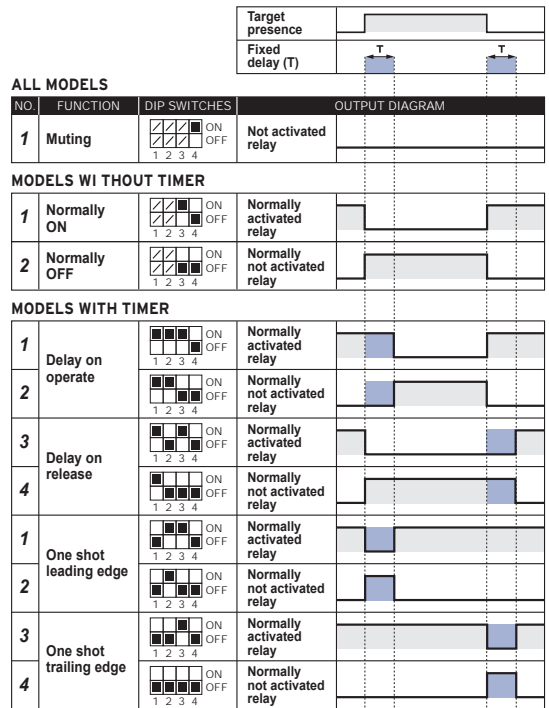 Target
presence
Fixed
delay (T)
T T
ALL MODELS
NO. FUNCTION DIP SWITCHES OUTPUT DIAGRAM
1 Muting ON OFF 1 2 3 4 Not activated relay
MODELS WI THOUT TIMER
1 Normally ON ON OFF 1 2 3 4 Normally activated relay
2 Normally OFF ON OFF 1 2 3 4 Normally not activated relay
MODELS WITH TIMER
1 Delay on operate ON OFF 1 2 3 4 Normally activated relay
2 ON OFF 1 2 3 4 Normally not activated relay
3 Delay on release ON OFF 1 2 3 4 Normally activated relay
4 ON OFF 1 2 3 4 Normally not activated relay
1 One shot leading edge ON OFF 1 2 3 4 Normally activated relay
2 ON OFF 1 2 3 4 Normally not activated relay
3 One shot trailing edge ON OFF 1 2 3 4 Normally activated relay
4 ON OFF 1 2 3 4 Normally not activated relay